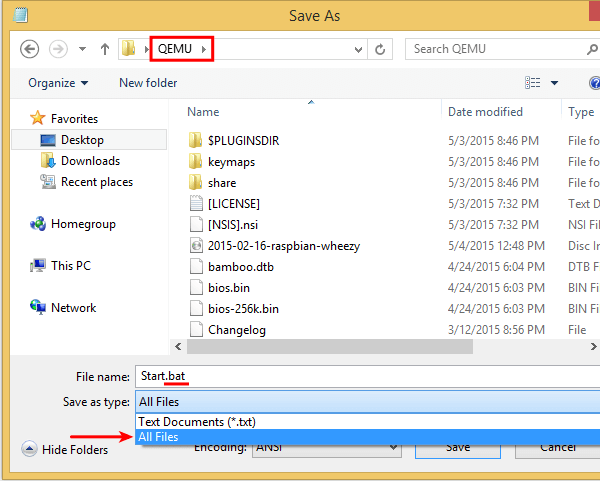 Save As
QEMU
Search QEMU
Organize
New folder
Name Date modified Type
Favorites
Desktop
Downloads
Recent places
Homegroup
This PC
Network
$PLUGINSDIR 5/3/2015 8:46 PM File fo
keymaps 5/3/2015 8:46 PM File fo
share 5/3/2015 8:46 PM File fo
[LICENSE] 5/3/2015 7:32 PM Text D
[NSIS].nsi 5/3/2015 7:32 PM NSI Fi
2015-02-16-raspbian-wheezy 5/4/2015 12:48 PM Disc In
bamboo.dtb 4/24/2015 6:04 PM DTB F
bios.bin 4/24/2015 6:03 PM BIN Fi
bios-256k.bin 4/24/2015 6:03 PM BIN Fi
Changelog 3/12/2015 8:56 PM File
File name: Start.bat
Save as type: All Files
Text Documents (*.txt)
All Files
Hide Folders
Encoding: ANSI
Save
Cancel